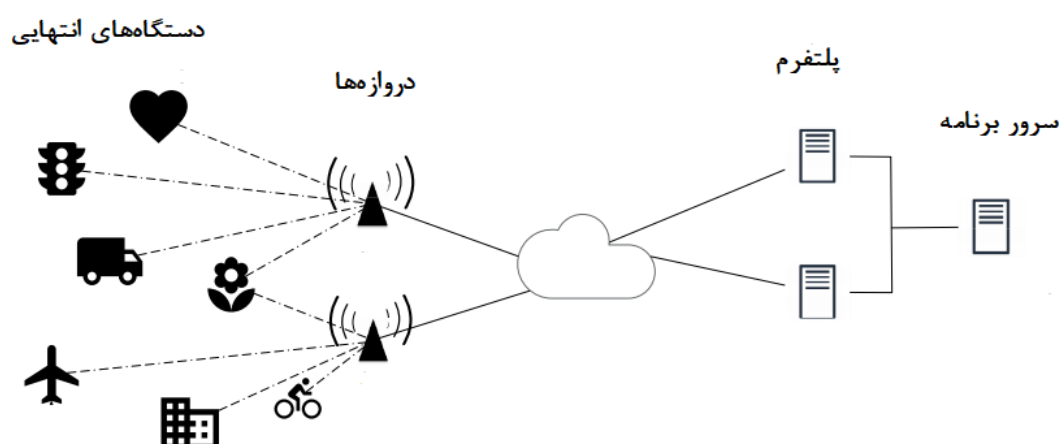 دستگاه‌های انتهایی
دروازه‌ها
پلتفرم
سرور برنامه